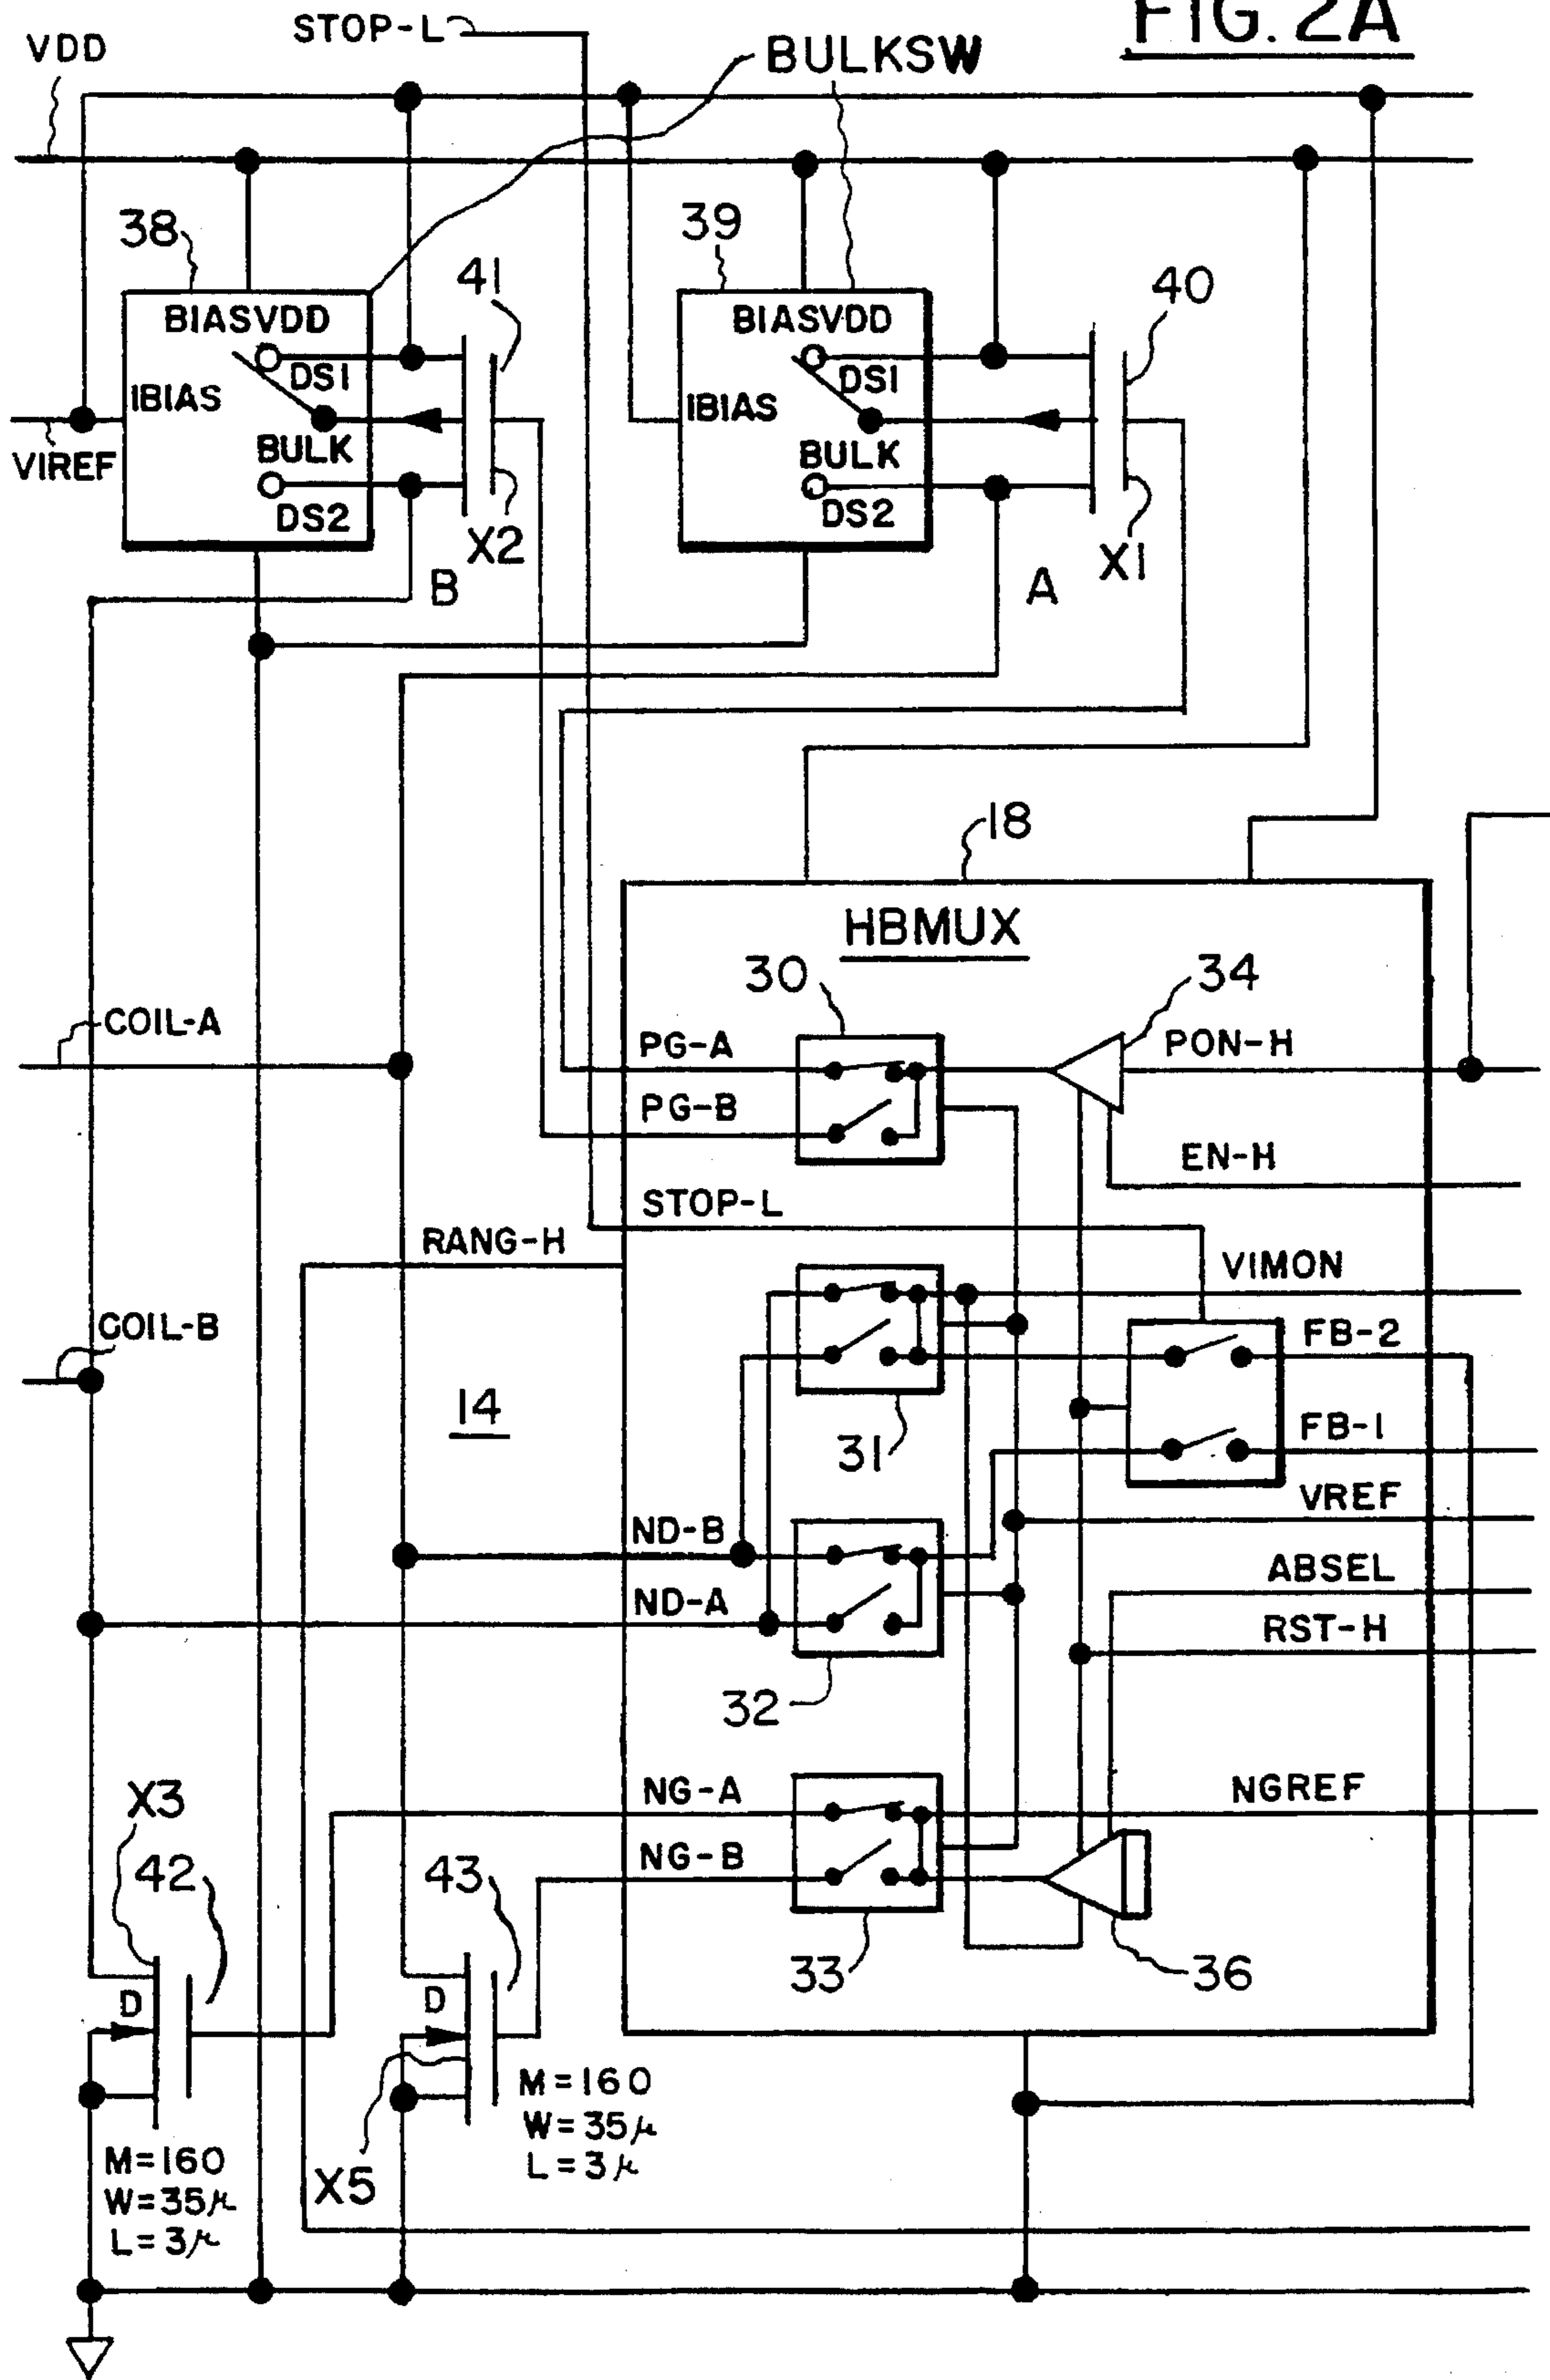 FIG. 2A
STOP-L
VDD
BULKSW
38
39
41
40
BIASVDD
BIASVDD
DS1
DS1
IBIAS
IBIAS
VIREF
BULK
BULK
DS2
DS2
X2
X1
B
A
18
HBMUX
30
34
COIL-A
PG-A
PON-H
PG-B
EN-H
STOP-L
RANG-H
VIMON
COIL-B
FB-2
14
31
FB-1
VREF
ND-B
ABSEL
ND-A
RST-H
32
NG-A
NGREF
X3
NG-B
42
43
33
36
D
D
M=160
W=35μ
L=3μ
X5
M=160
W=35μ
L=3μ